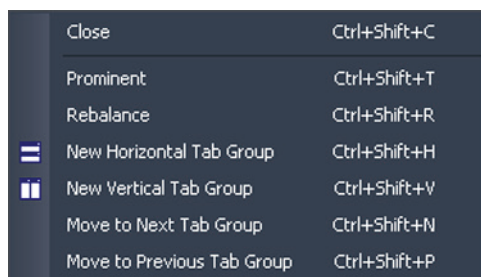 Close Ctrl+Shift+C
Prominent Ctrl+Shift+T
Rebalance Ctrl+Shift+R
New Horizontal Tab Group Ctrl+Shift+H
New Vertical Tab Group Ctrl+Shift+V
Move to Next Tab Group Ctrl+Shift+N
Move to Previous Tab Group Ctrl+Shift+P